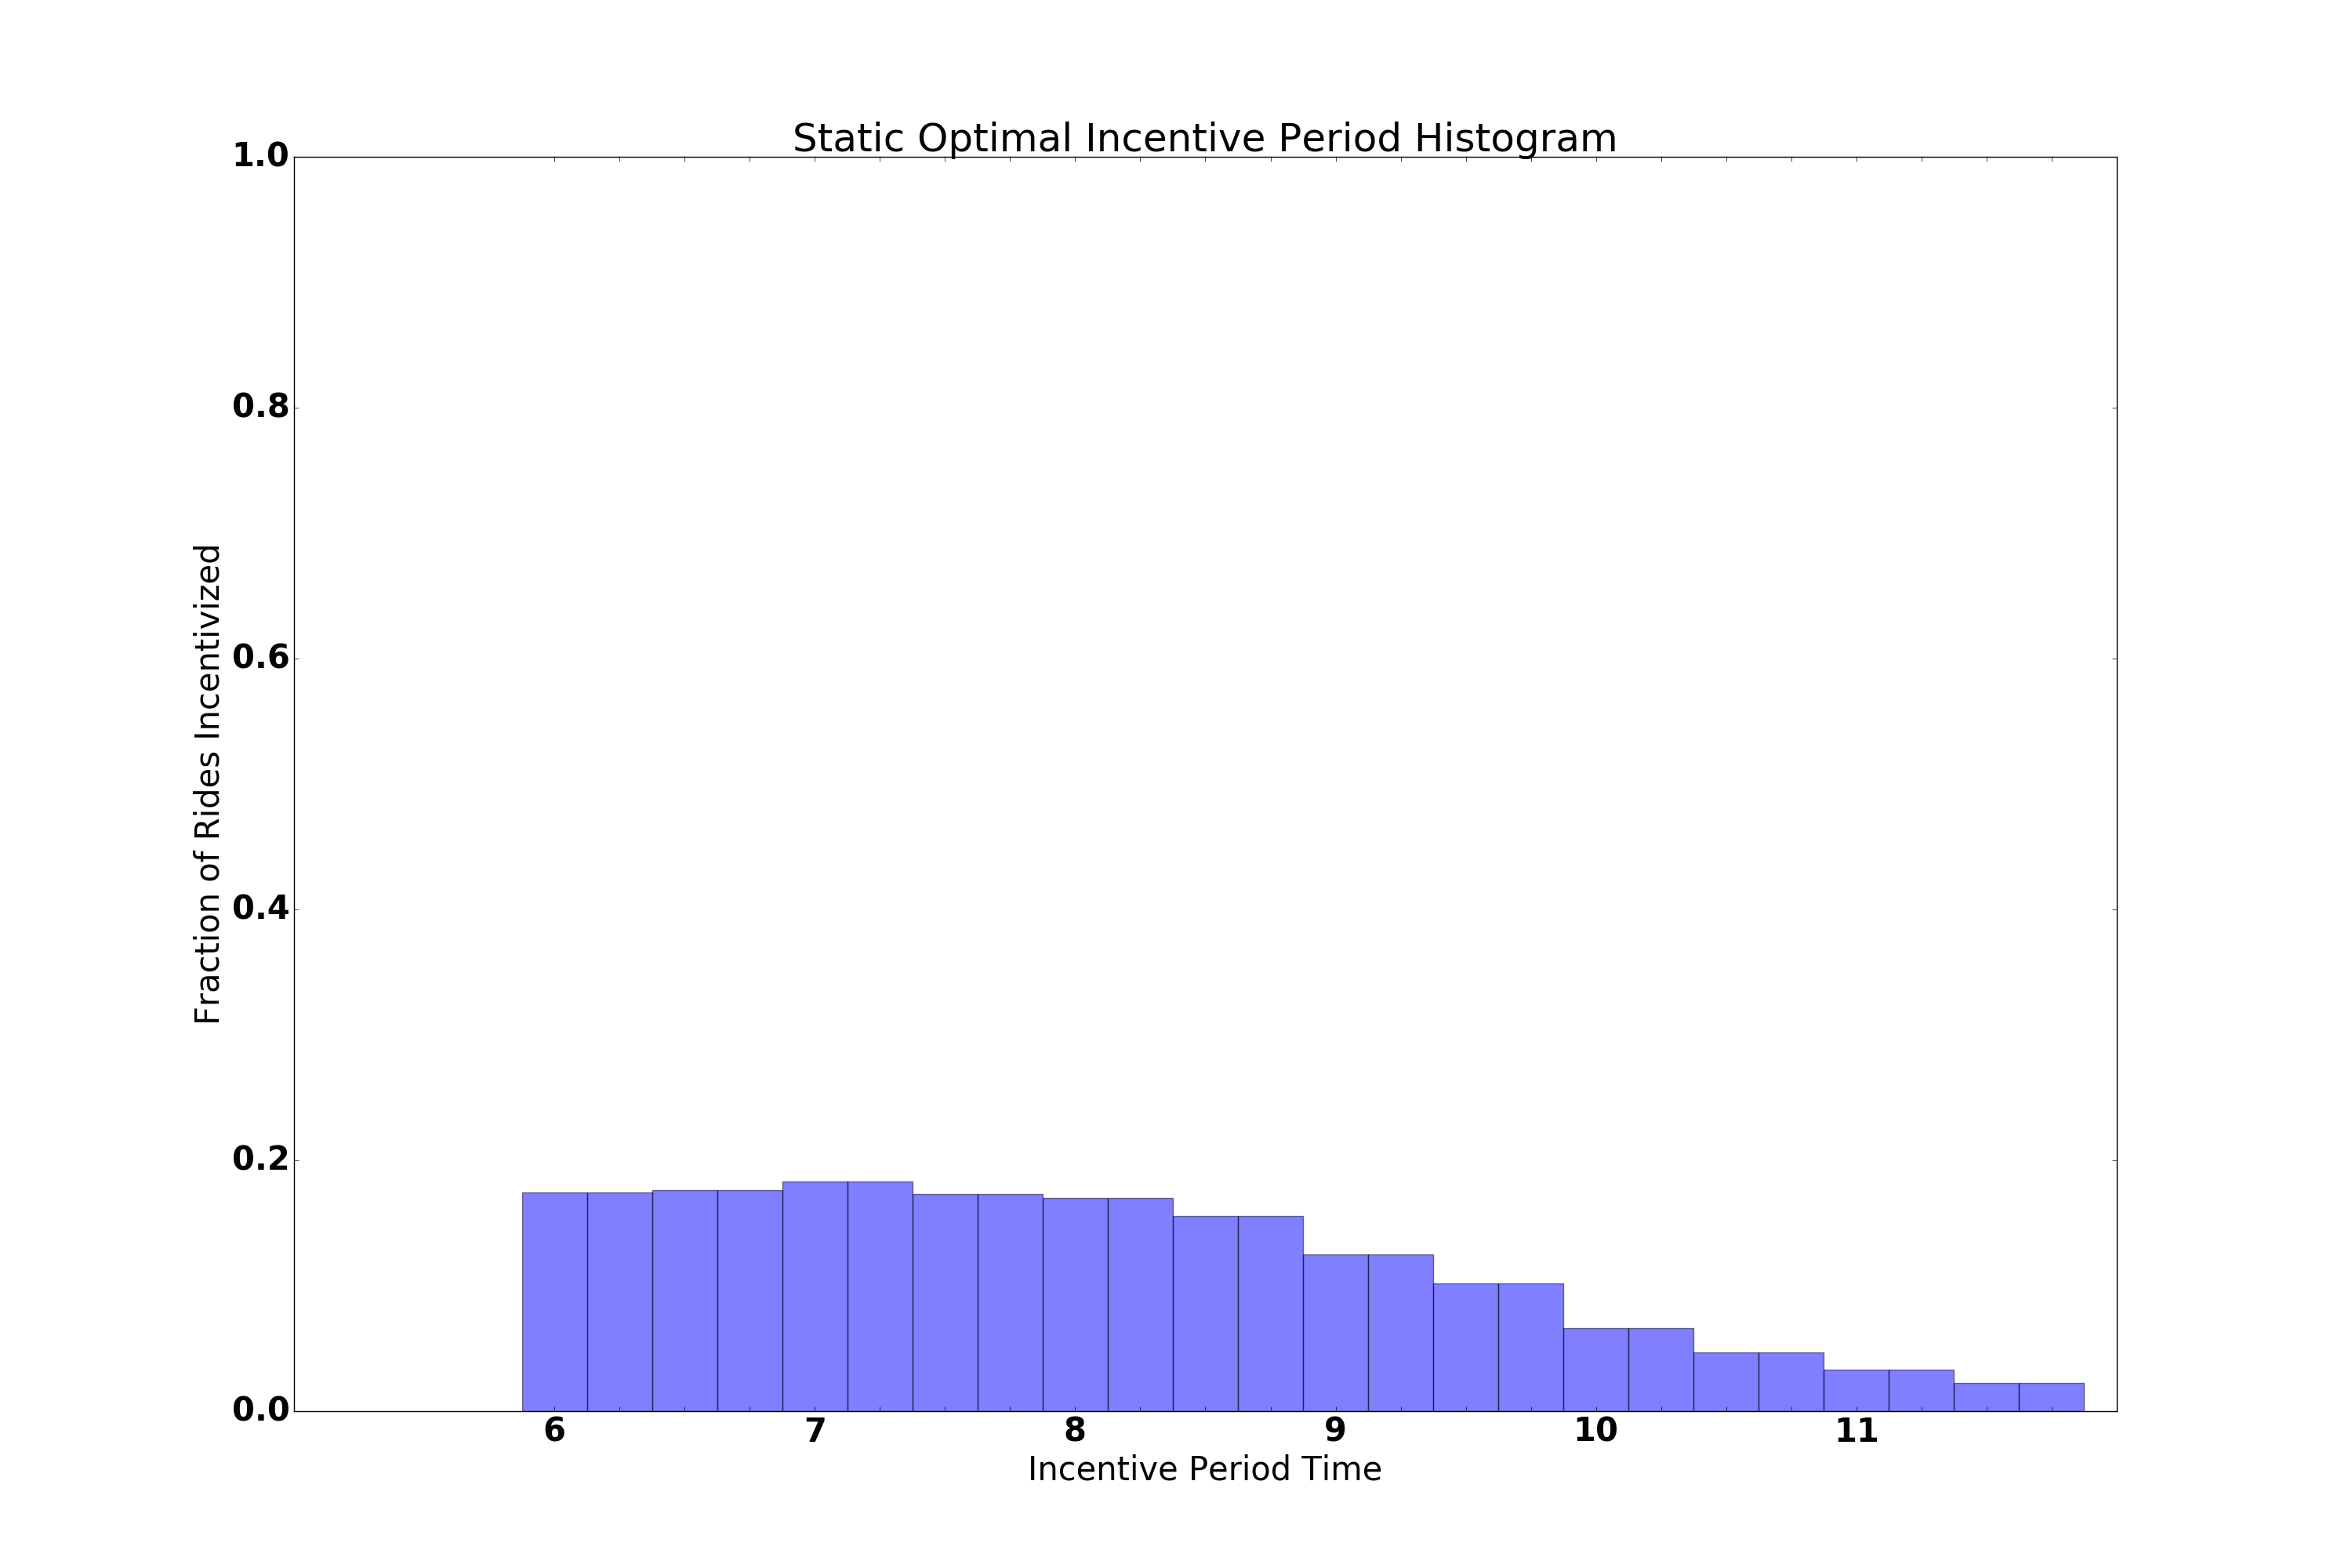 Static Optimal Incentive Period Histogram
1.0
0.8
0.6
0.4
0.2
0.0
Fraction of Rides Incentivized
6 7 8 9 10 11
Incentive Period Time